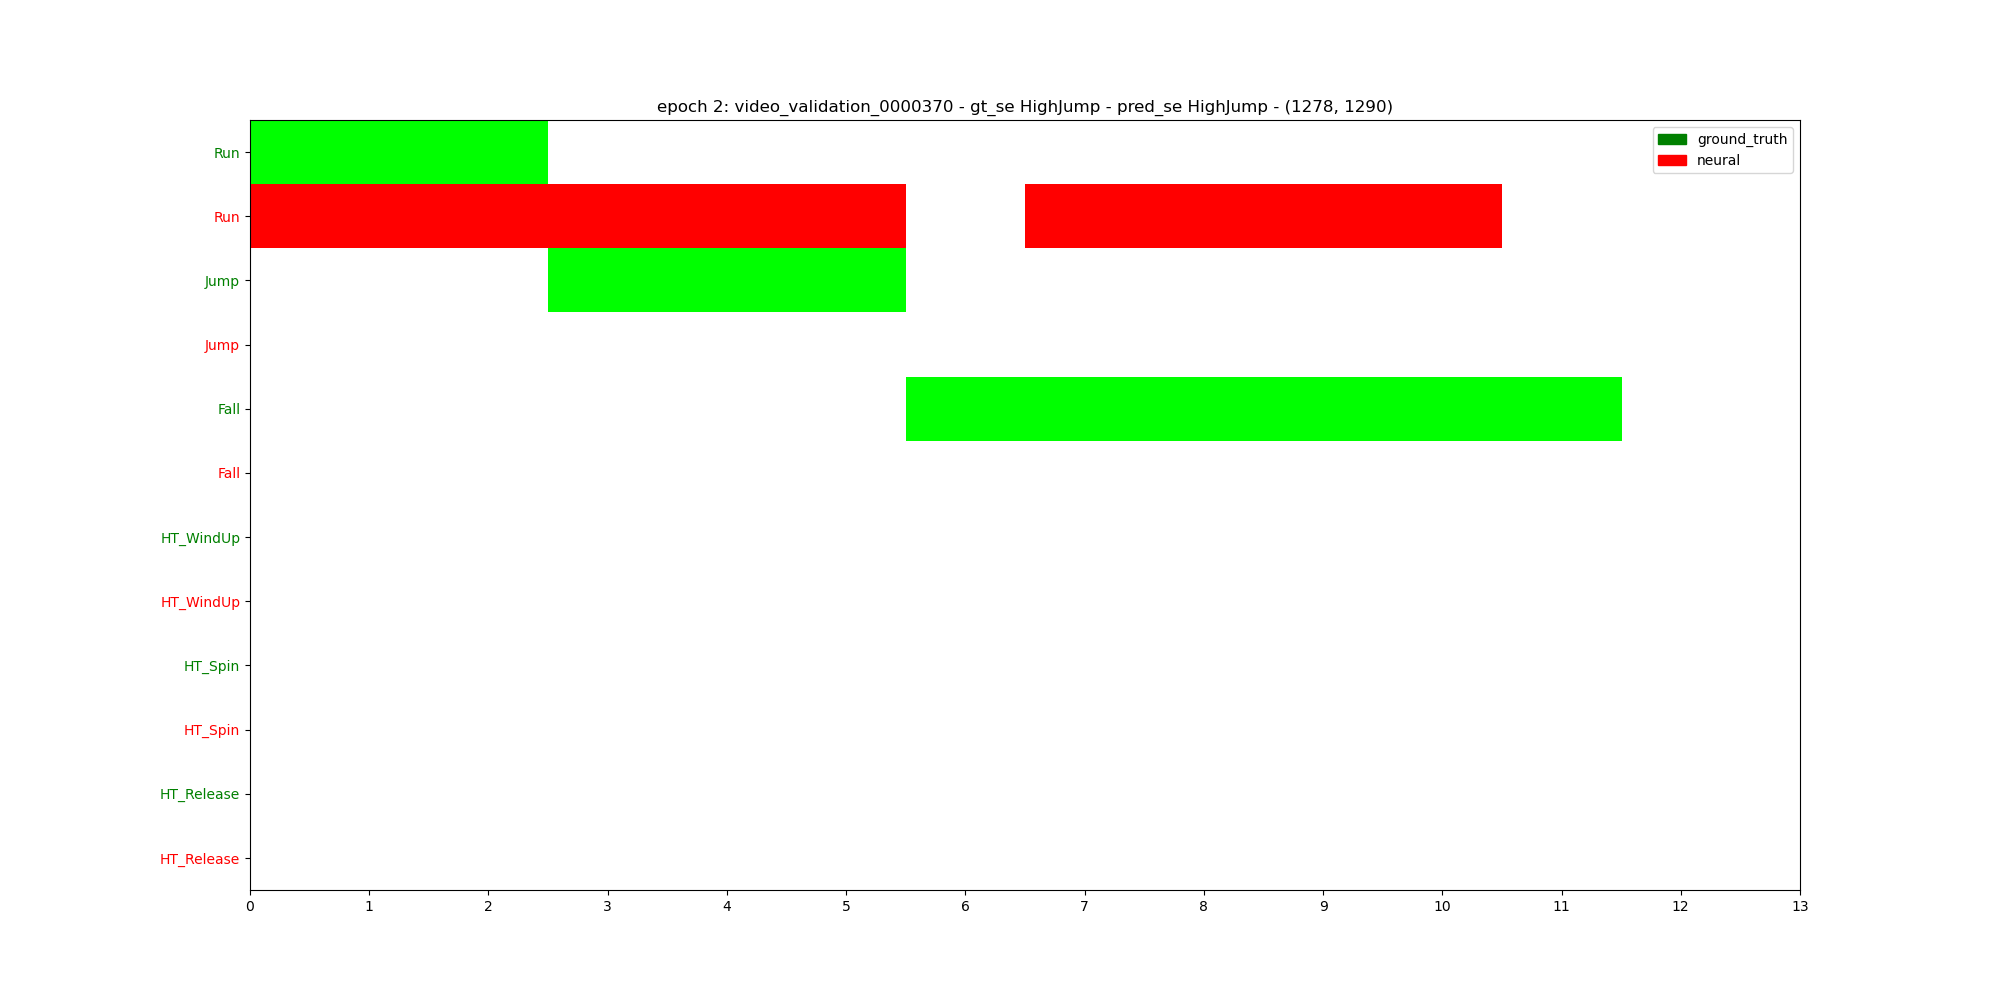 epoch 2: video_validation_0000370 - gt_se HighJump - pred_se HighJump - (1278, 1290)
ground_truth
neural
Run
Run
Jump
Jump
Fall
Fall
HT_WindUp
HT_WindUp
HT_Spin
HT_Spin
HT_Release
HT_Release
0 1 2 3 4 5 6 7 8 9 10 11 12 13